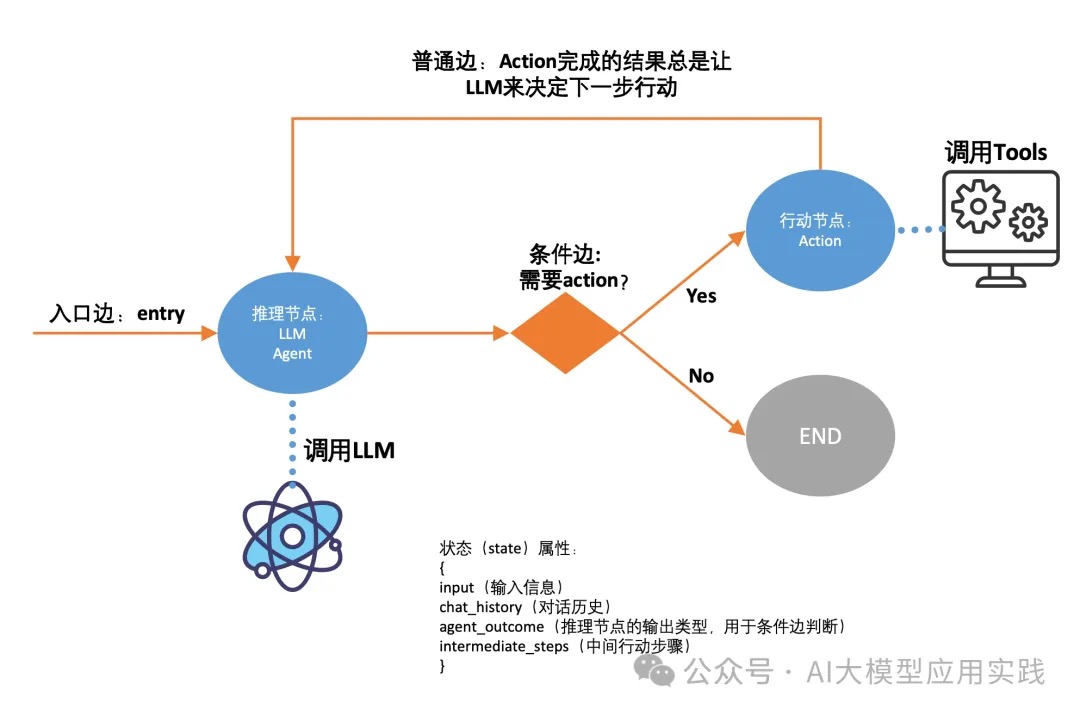 普通边：Action完成的结果总是让
LLM来决定下一步行动
调用Tools
行动节点：
Action
条件边:
需要action？
Yes
入口边：entry
推理节点：
LLM
Agent
No
END
调用LLM
状态（state）属性：
{
input（输入信息）
chat_history（对话历史）
agent_outcome（推理节点的输出类型，用于条件边判断）
intermediate_steps（中间行动步骤）
}
公众号 · AI大模型应用实践